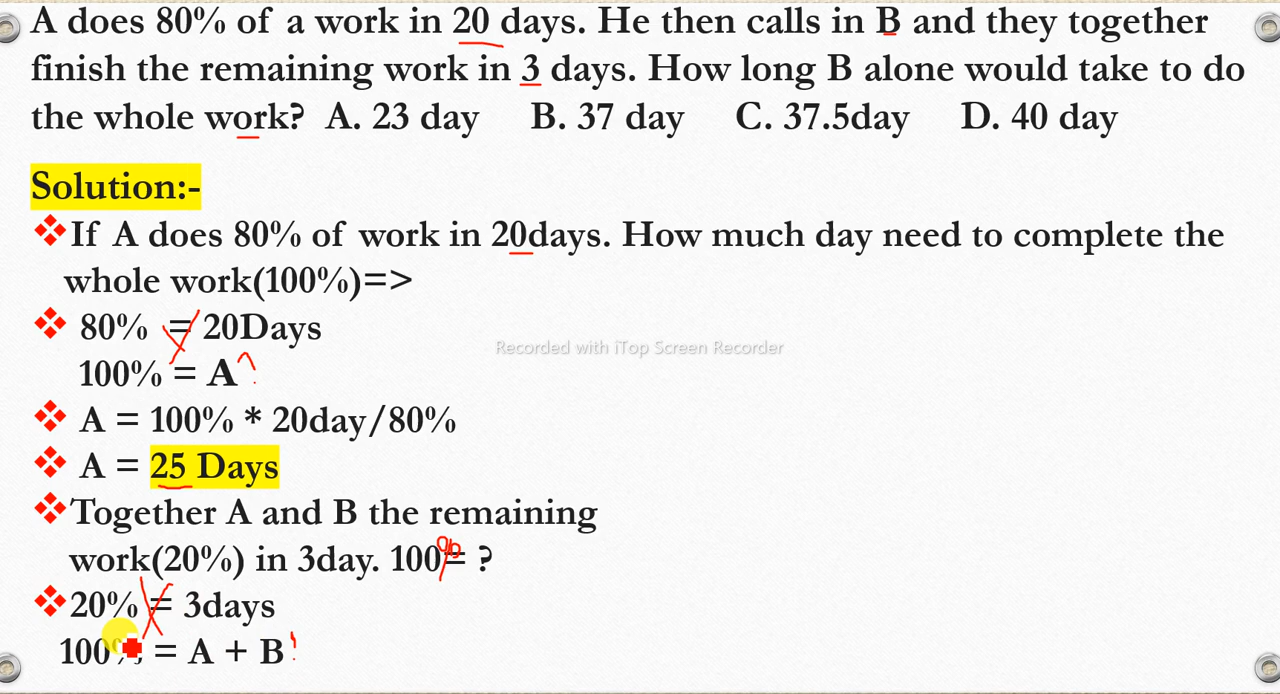 A does 80% of a work in 20 days. He then calls in B and they together
finish the remaining work in 3 days. How long B alone would take to do
the whole work? A. 23 day B. 37 day C. 37.5day D. 40 day
Solution:-
❖If A does 80% of work in 20days. How much day need to complete the
whole work(100%)=>
❖ 80% = 20Days
Recorded with iTop Screen Recorder
100% = A ?
❖ A = 100% * 20day/80%
❖ A = 25 Days
❖Together A and B the remaining
work(20%) in 3day. 100%= ?
❖20% = 3days
100% = A + B